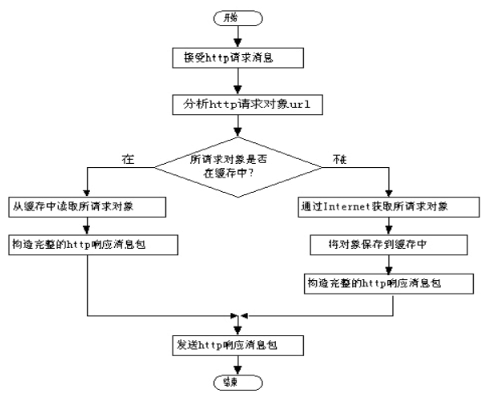 开始
接受http请求消息
分析http请求对象url
所请求对象是否
在缓存中?
在
不在
从缓存中读取所请求对象
构造完整的http响应消息包
通过Internet获取所请求对象
将对象保存到缓存中
构造完整的http响应消息包
发送http响应消息包
结束